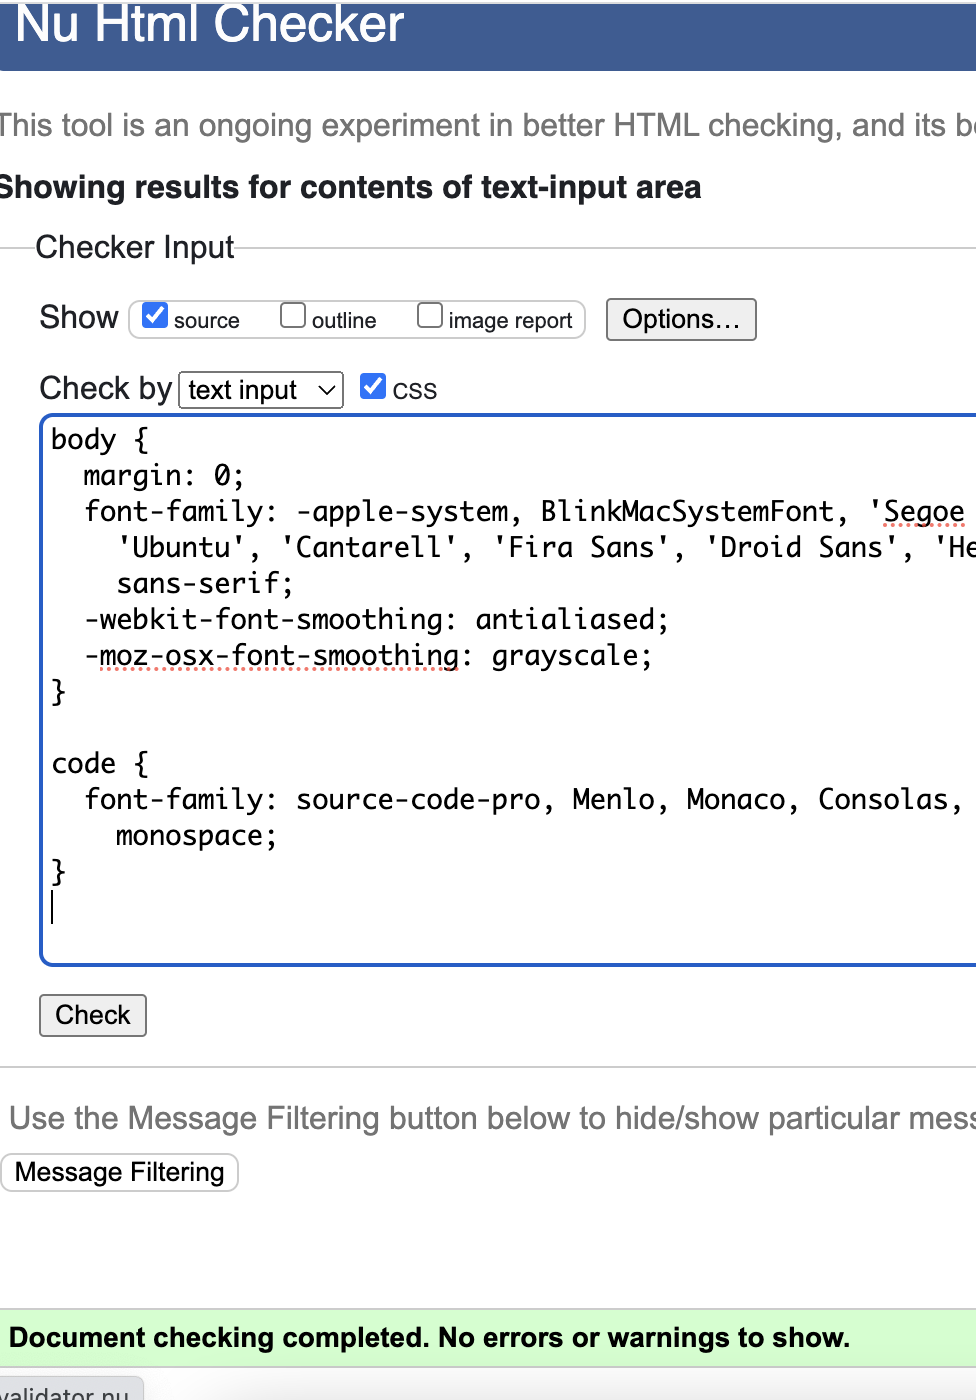 Nu Html Checker
This tool is an ongoing experiment in better HTML checking, and its
Showing results for contents of text-input area
Checker Input
Show source outline image report Options...
Check by text input CSS
body {
margin: 0;
font-family: -apple-system, BlinkMacSystemFont, 'Segoe
'Ubuntu', 'Cantarell', 'Fira Sans', 'Droid Sans', 'He
sans-serif;
-webkit-font-smoothing: antialiased;
-moz-osx-font-smoothing: grayscale;
}
code {
font-family: source-code-pro, Menlo, Monaco, Consolas,
monospace;
}
Check
Use the Message Filtering button below to hide/show particular mess
Message Filtering
Document checking completed. No errors or warnings to show.
validator.nu